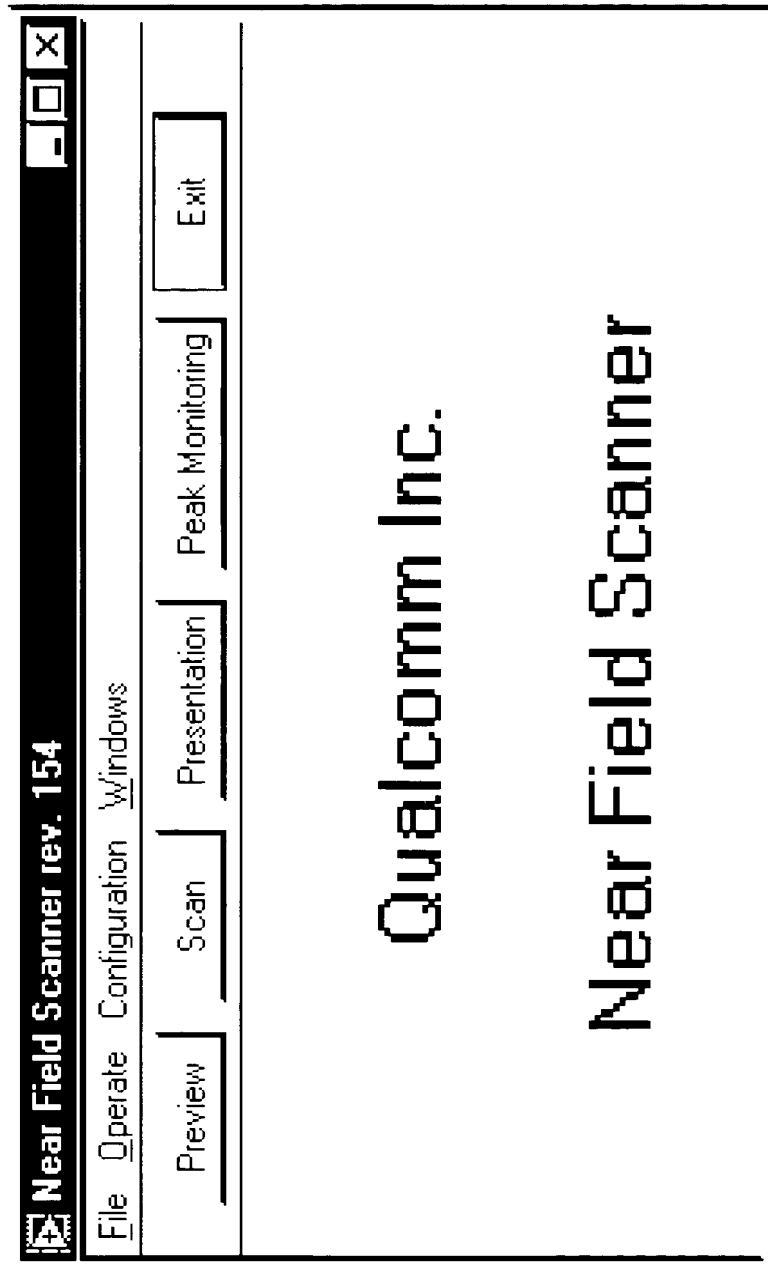 Near Field Scanner rev. 154
File Operate Configuration Windows
Preview Scan Presentation Peak Monitoring Exit
Qualcomm Inc.
Near Field Scanner